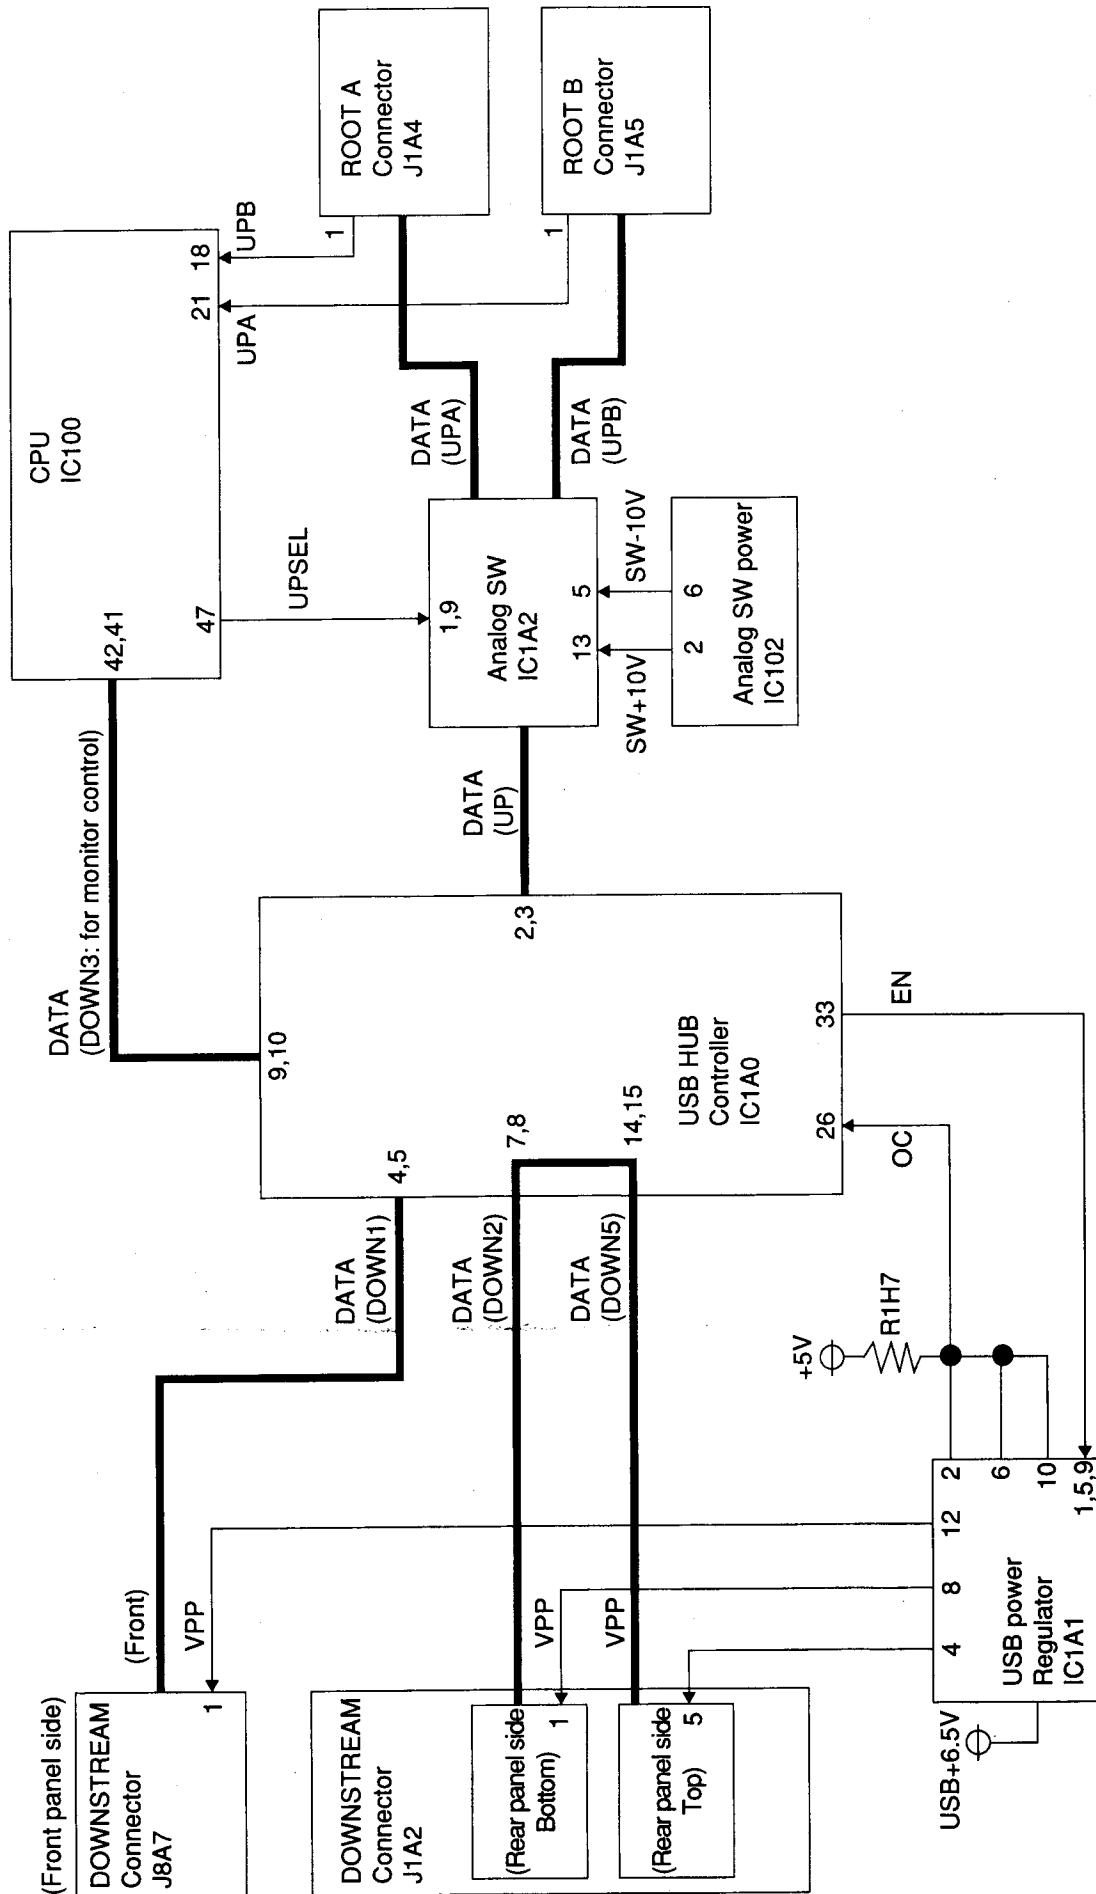 (Front panel side)
DOWNSTREAM
Connector
J8A7
1
VPP
(Front)
DOWNSTREAM
Connector
J1A2
(Rear panel side
Bottom)
1
VPP
(Rear panel side
Top)
5
VPP
USB+6.5V
USB power
Regulator
IC1A1
4
8
12
2
6
10
1,5,9
+5V
R1H7
OC
EN
DATA
(DOWN1)
DATA
(DOWN2)
DATA
(DOWN5)
4,5
7,8
14,15
9,10
2,3
26
33
USB HUB
Controller
IC1A0
DATA
(DOWN3: for monitor control)
DATA
(UP)
CPU
IC100
42,41
47
21
18
UPSEL
UPA
UPB
1,9
Analog SW
IC1A2
13
5
SW+10V
SW-10V
2
6
Analog SW power
IC102
DATA
(UPA)
DATA
(UPB)
1
ROOT A
Connector
J1A4
1
ROOT B
Connector
J1A5